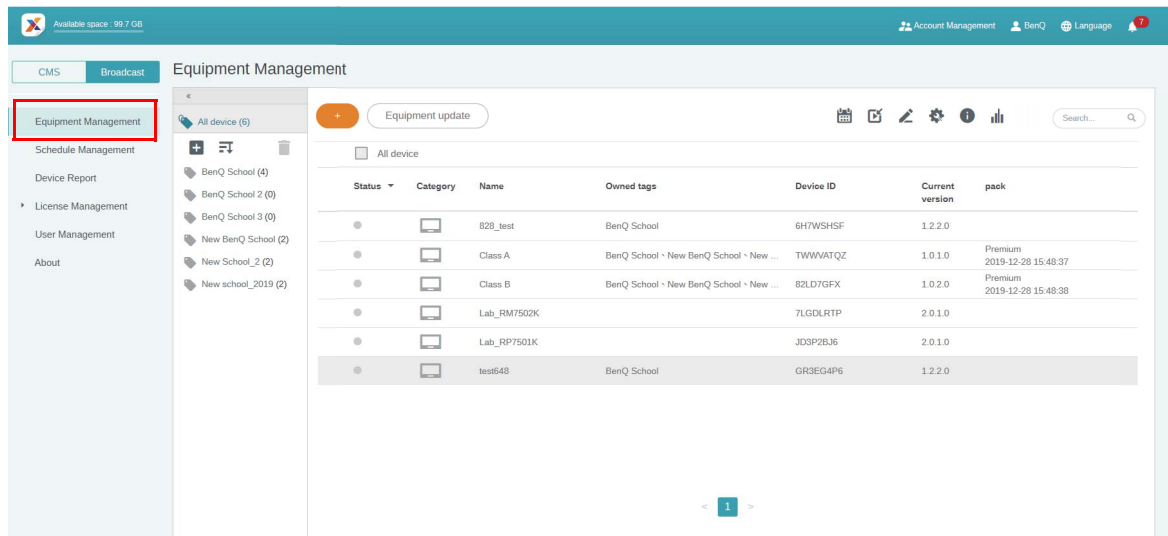 Available space : 99.7 GB
Account Management BenQ Language 7
CMS Broadcast
Equipment Management
Equipment Management
Schedule Management
Device Report
License Management
User Management
About
«
All device (6)
BenQ School (4)
BenQ School 2 (0)
BenQ School 3 (0)
New BenQ School (2)
New School_2 (2)
New school_2019 (2)
+ Equipment update
Search...
All device
Status Category Name Owned tags Device ID Current version pack
828_test BenQ School 6H7WSHSF 1.2.2.0
Class A BenQ School、New BenQ School、New ... TWWVATQZ 1.0.1.0 Premium
2019-12-28 15:48:37
Class B BenQ School、New BenQ School、New ... 82LD7GFX 1.0.2.0 Premium
2019-12-28 15:48:38
Lab_RM7502K 7LGDLRTP 2.0.1.0
Lab_RP7501K JD3P2BJ6 2.0.1.0
test648 BenQ School GR3EG4P6 1.2.2.0
< 1 >